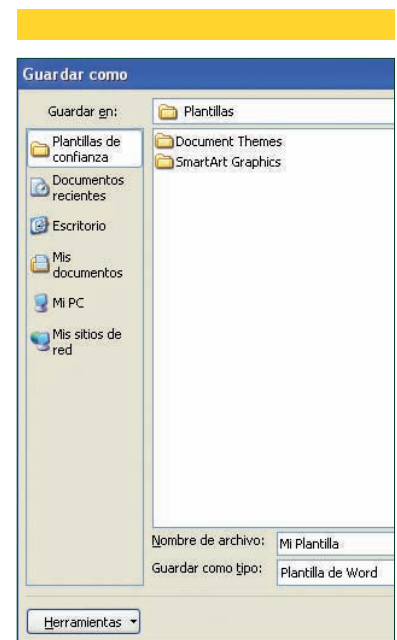 Guardar como
Guardar en: Plantillas
Plantillas de
confianza
Documentos
recientes
Escritorio
Mis
documentos
Mi PC
Mis sitios de
red
Document Themes
SmartArt Graphics
Nombre de archivo: Mi Plantilla
Guardar como tipo: Plantilla de Word
Herramientas